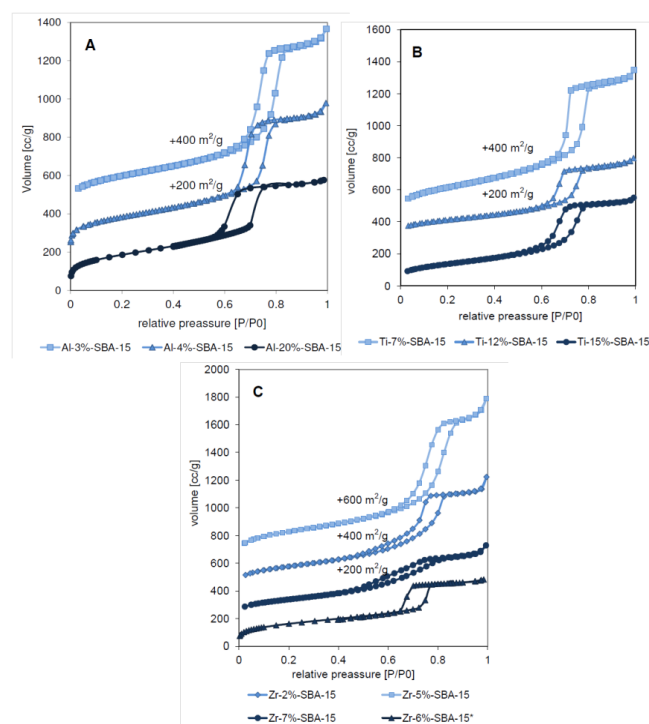 A
1400
1200
1000
800
600
400
200
0
Volume [cc/g]
+400 m²/g
+200 m²/g
0 0.2 0.4 0.6 0.8 1
relative preassure [P/P0]
Al-3%-SBA-15 Al-4%-SBA-15 Al-20%-SBA-15
B
1600
1400
1200
1000
800
600
400
200
0
volume [cc/g]
+400 m²/g
+200 m²/g
0 0.2 0.4 0.6 0.8 1
relative preassure [P/P0]
Ti-7%-SBA-15 Ti-12%-SBA-15 Ti-15%-SBA-15
C
2000
1800
1600
1400
1200
1000
800
600
400
200
0
volume [cc/g]
+600 m²/g
+400 m²/g
+200 m²/g
0 0.2 0.4 0.6 0.8 1
relative preassure [P/P0]
Zr-2%-SBA-15 Zr-5%-SBA-15
Zr-7%-SBA-15 Zr-6%-SBA-15*